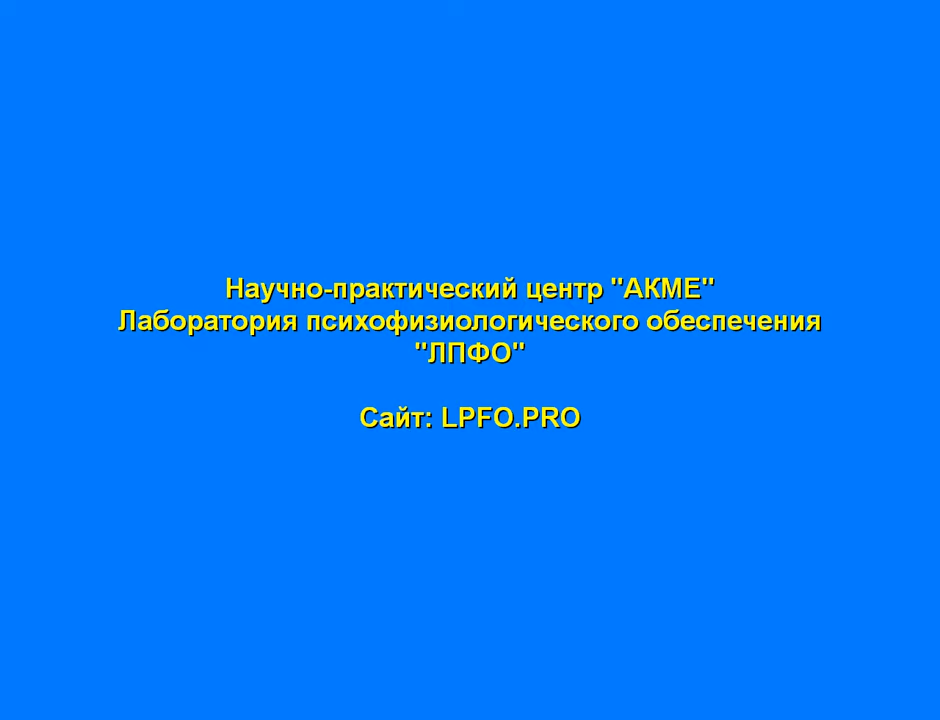 Научно-практический центр "АКМЕ"
Лаборатория психофизиологического обеспечения
"ЛПФО"
Сайт: LPFO.PRO